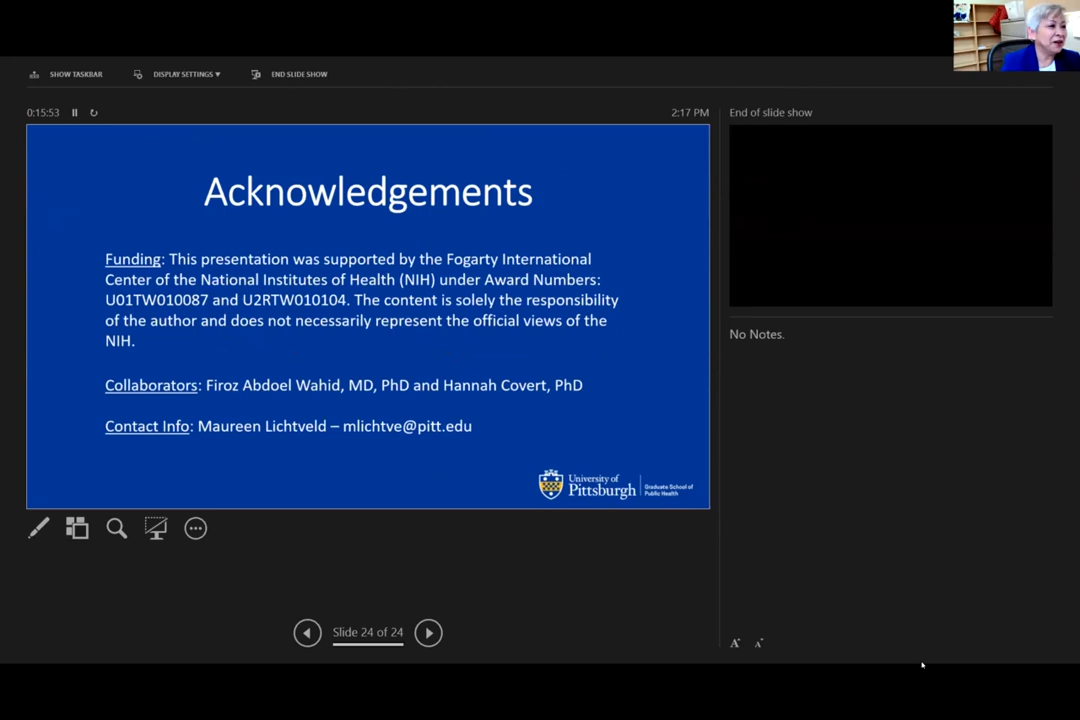 SHOW TASKBAR
DISPLAY SETTINGS ▼
END SLIDE SHOW
0:15:53
2:17 PM
End of slide show
Acknowledgements
Funding: This presentation was supported by the Fogarty International
Center of the National Institutes of Health (NIH) under Award Numbers:
U01TW010087 and U2RTW010104. The content is solely the responsibility
of the author and does not necessarily represent the official views of the
NIH.
Collaborators: Firoz Abdoel Wahid, MD, PhD and Hannah Covert, PhD
Contact Info: Maureen Lichtveld – mlichtve@pitt.edu
University of
Pittsburgh
Graduate School of
Public Health
No Notes.
Slide 24 of 24
A A